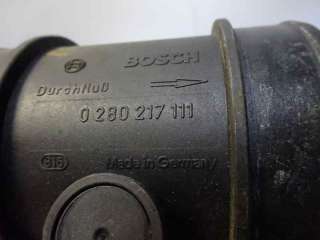 BOSCH
Durchfluß
0 280 217 111
Made in Germany